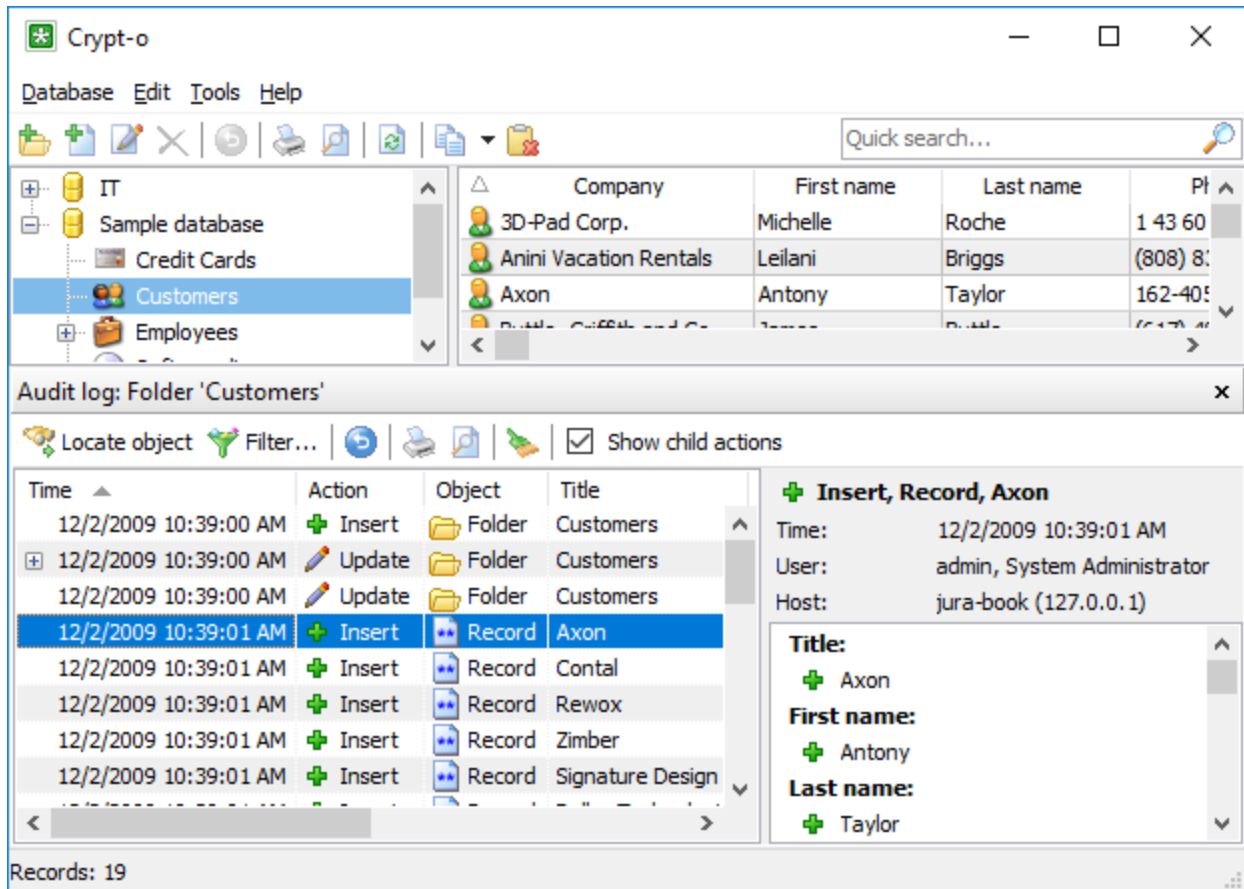 Crypt-o
Database Edit Tools Help
Quick search...
IT
Sample database
Credit Cards
Customers
Employees
Company First name Last name
3D-Pad Corp. Michelle Roche 1 43 60
Anini Vacation Rentals Leilani Briggs (808)
Axon Antony Taylor
Audit log: Folder 'Customers'
Locate object Filter... Show child actions
Time Action Object Title
12/2/2009 10:39:00 AM Insert Folder Customers
12/2/2009 10:39:00 AM Update Folder Customers
12/2/2009 10:39:00 AM Update Folder Customers
12/2/2009 10:39:01 AM Insert Record Axon
12/2/2009 10:39:01 AM Insert Record Contal
12/2/2009 10:39:01 AM Insert Record Rewox
12/2/2009 10:39:01 AM Insert Record Zimber
12/2/2009 10:39:01 AM Insert Record Signature Design
Insert, Record, Axon
Time: 12/2/2009 10:39:01 AM
User: admin, System Administrator
Host: jura-book (127.0.0.1)
Title:
Axon
First name:
Antony
Last name:
Taylor
Records: 19